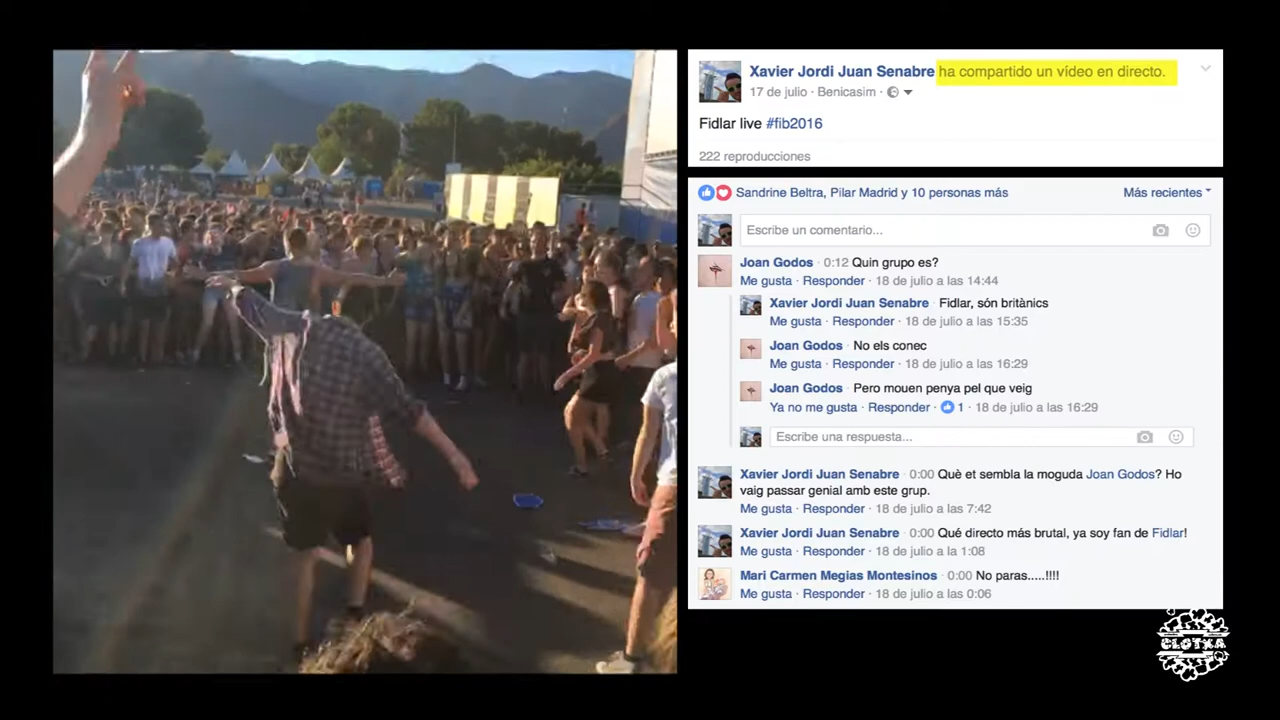 Xavier Jordi Juan Senabre ha compartido un vídeo en directo.
17 de julio · Benicasim ·
Fidlar live #fib2016
222 reproducciones
Sandrine Beltra, Pilar Madrid y 10 personas más
Más recientes
Escribe un comentario...
Joan Godos · 0:12 Quin grupo es?
Me gusta · Responder · 18 de julio a las 14:44
Xavier Jordi Juan Senabre · Fidlar, són britànics
Me gusta · Responder · 18 de julio a las 15:35
Joan Godos · No els conec
Me gusta · Responder · 18 de julio a las 16:29
Joan Godos · Pero mouen penya pel que veig
Ya no me gusta · Responder · 1 · 18 de julio a las 16:29
Escribe una respuesta...
Xavier Jordi Juan Senabre · 0:00 Què et sembla la moguda Joan Godos? Ho
vaig passar genial amb este grup.
Me gusta · Responder · 18 de julio a las 7:42
Xavier Jordi Juan Senabre · 0:00 Qué directo más brutal, ya soy fan de Fidlar!
Me gusta · Responder · 18 de julio a la 1:08
Mari Carmen Megias Montesinos · 0:00 No paras.....!!!!
Me gusta · Responder · 18 de julio a las 0:06
CLOTXA